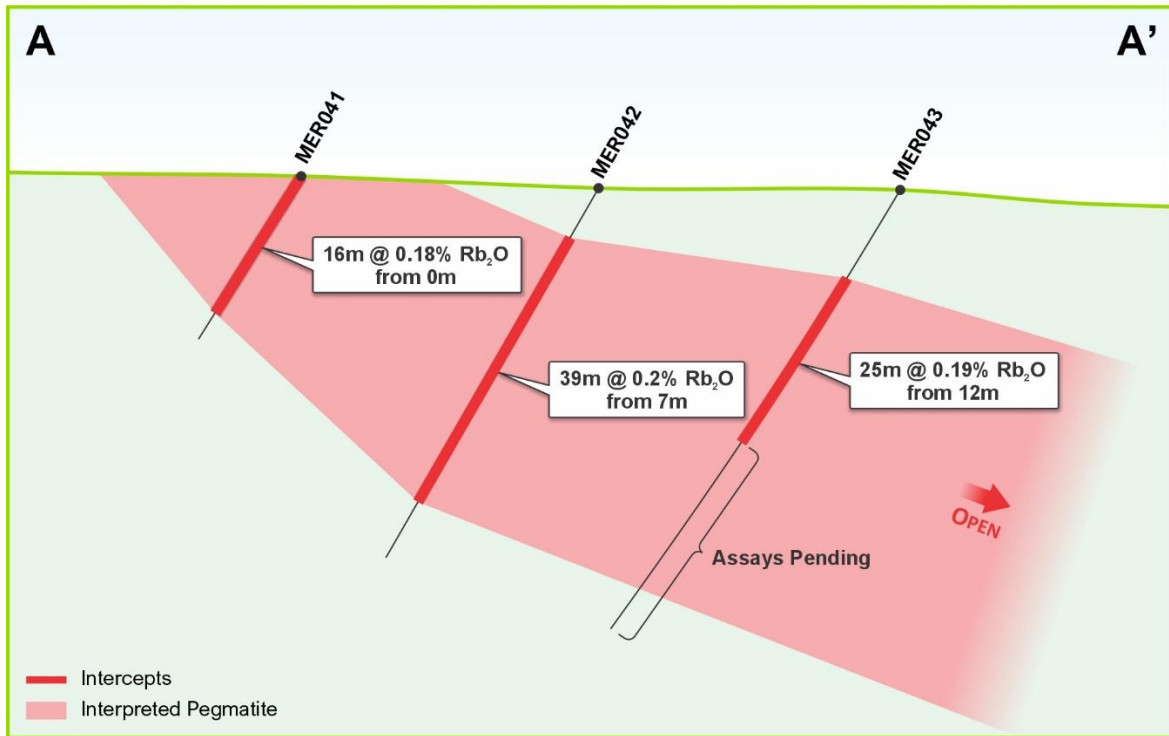 A
A’
MER041
MER042
MER043
16m @ 0.18% Rb₂O
from 0m
39m @ 0.2% Rb₂O
from 7m
25m @ 0.19% Rb₂O
from 12m
OPEN
Assays Pending
Intercepts
Interpreted Pegmatite